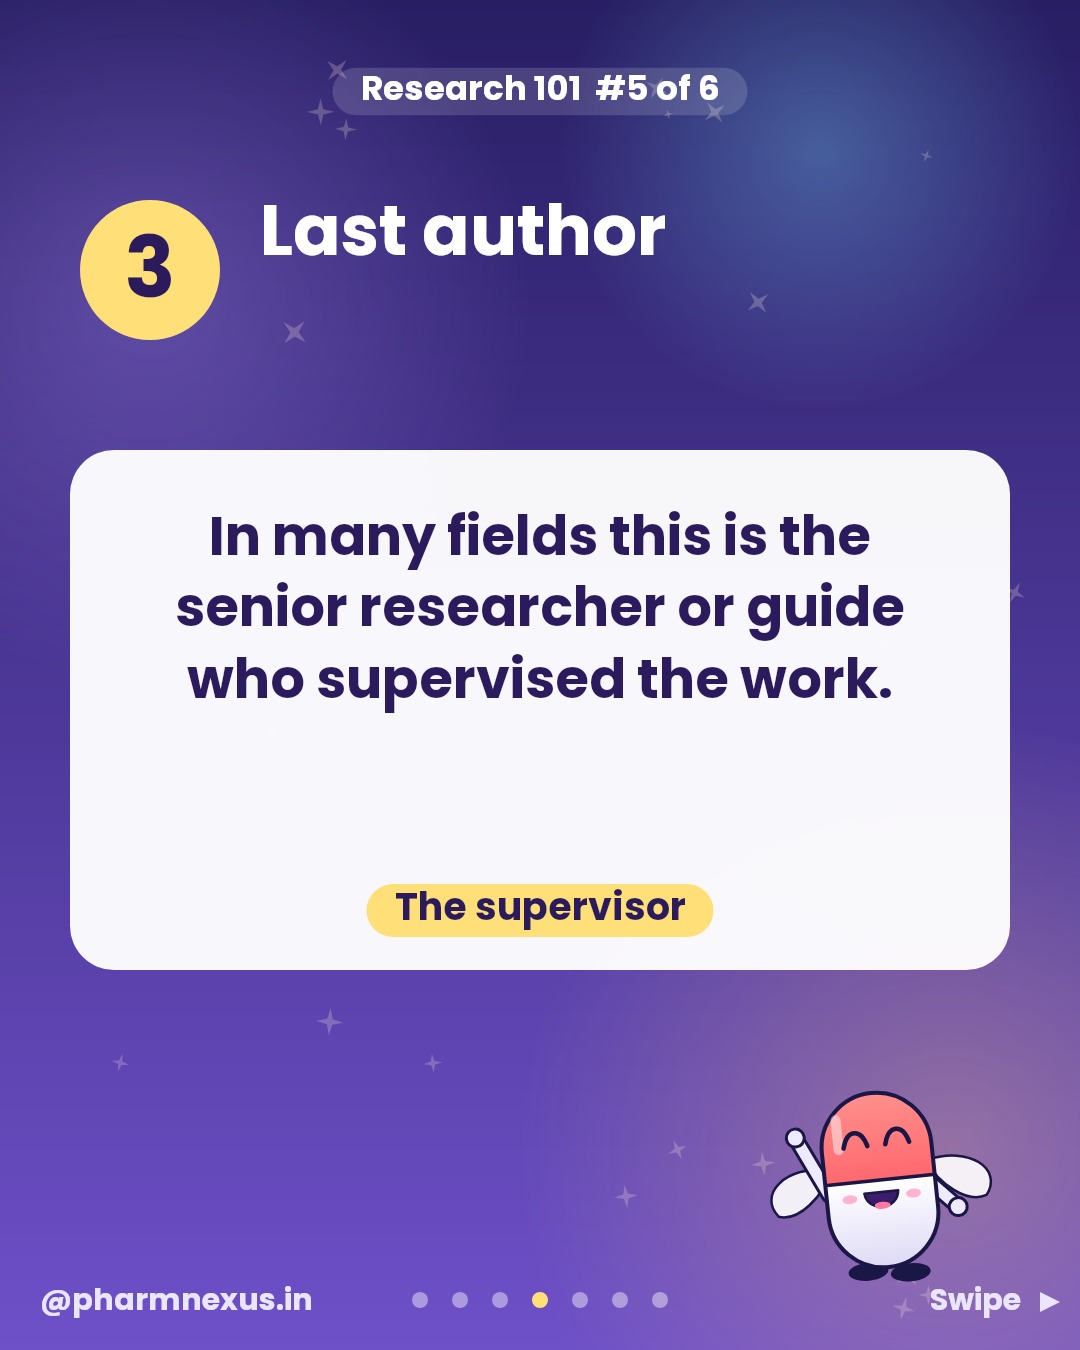 Research 101 #5 of 6
3
Last author
In many fields this is the
senior researcher or guide
who supervised the work.
The supervisor
@pharmnexus.in
Swipe ▶